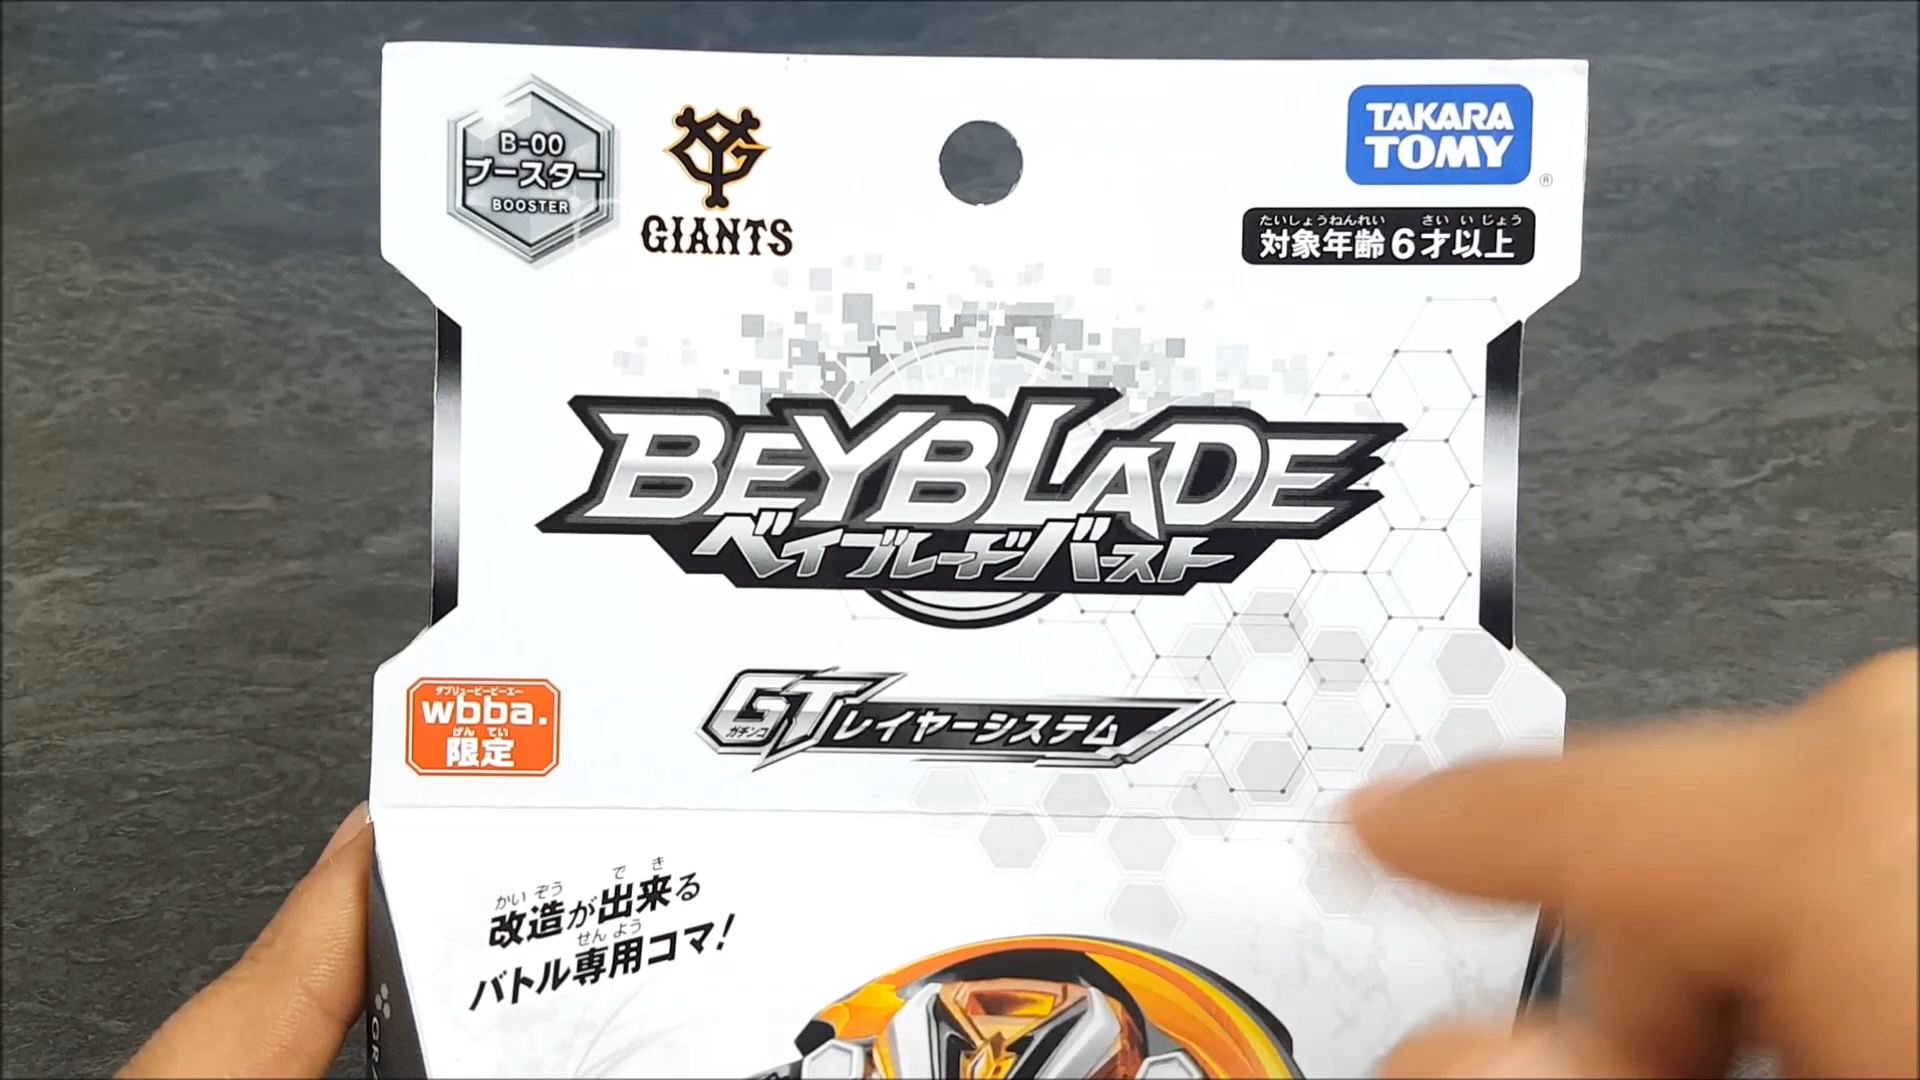 B-00
ブースター
BOOSTER
GIANTS
TAKARA
TOMY
®
たいしょうねんれい さい いじょう
対象年齢6才以上
BEYBLADE
ベイブレードバースト
GT レイヤーシステム
ガチンコ
ダブリュービービーエー
wbba.
げん てい
限定
かい ぞう で き
改造が出来る
せん よう
バトル専用コマ!